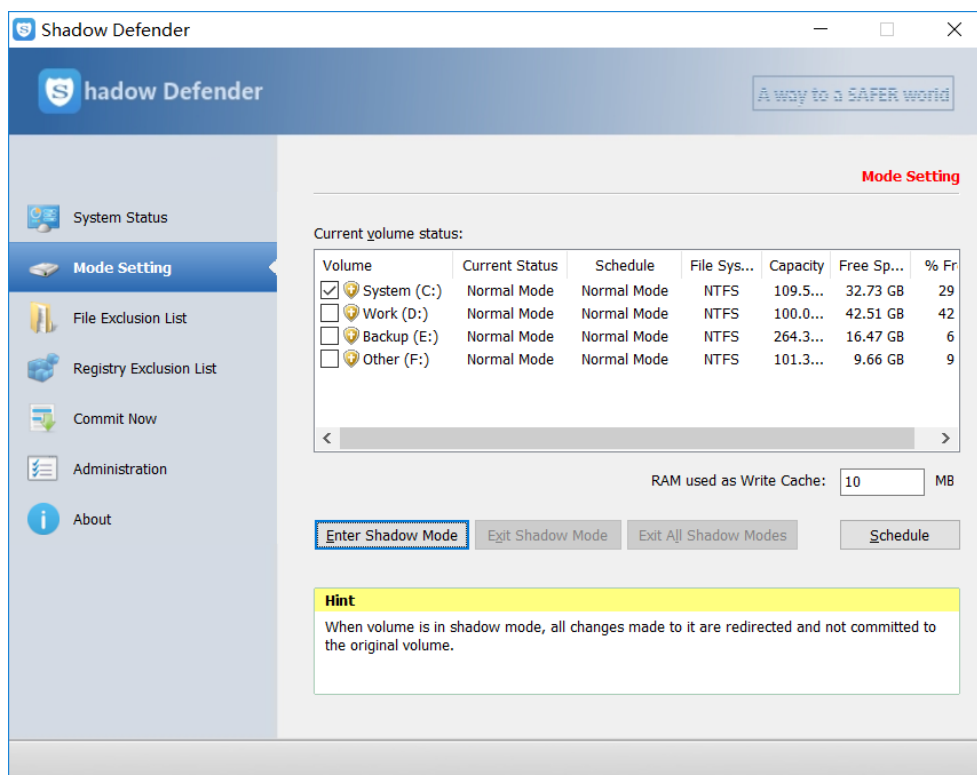 Shadow Defender
hadow Defender
A way to a SAFER world
Mode Setting
System Status
Mode Setting
File Exclusion List
Registry Exclusion List
Commit Now
Administration
About
Current volume status:
Volume Current Status Schedule File Sys... Capacity Free Sp... % Fr
System (C:) Normal Mode Normal Mode NTFS 109.5... 32.73 GB 29
Work (D:) Normal Mode Normal Mode NTFS 100.0... 42.51 GB 42
Backup (E:) Normal Mode Normal Mode NTFS 264.3... 16.47 GB 6
Other (F:) Normal Mode Normal Mode NTFS 101.3... 9.66 GB 9
RAM used as Write Cache: 10 MB
Enter Shadow Mode Exit Shadow Mode Exit All Shadow Modes Schedule
Hint
When volume is in shadow mode, all changes made to it are redirected and not committed to
the original volume.